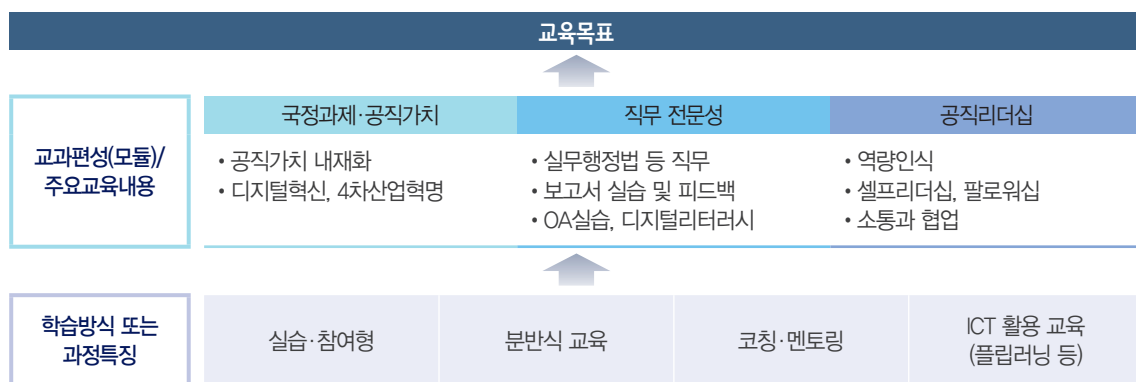 교육목표
교과편성(모듈)/
주요교육내용
국정과제·공직가치
• 공직가치 내재화
• 디지털혁신, 4차산업혁명
직무 전문성
• 실무행정법 등 직무
• 보고서 실습 및 피드백
• OA실습, 디지털리터러시
공직리더십
• 역량인식
• 셀프리더십, 팔로워십
• 소통과 협업
학습방식 또는
과정특징
실습·참여형
분반식 교육
코칭·멘토링
ICT 활용 교육
(플립러닝 등)